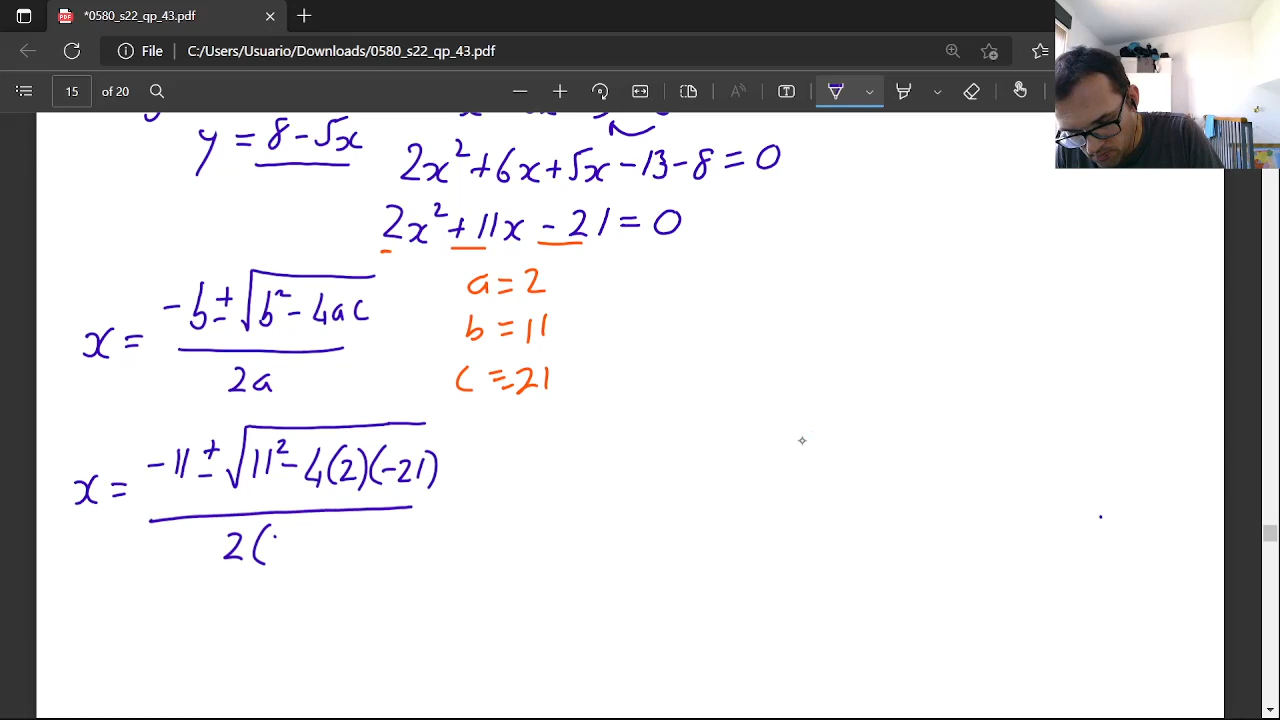 *0580_s22_qp_43.pdf
File C:/Users/Usuario/Downloads/0580_s22_qp_43.pdf
15 of 20
y = 8 - 5x
2x² + 6x + 5x - 13 - 8 = 0
2x² + 11x - 21 = 0
x = (-b ± √(b² - 4ac)) / 2a
a = 2
b = 11
c = -21
x = (-11 ± √(11² - 4(2)(-21))) / 2(